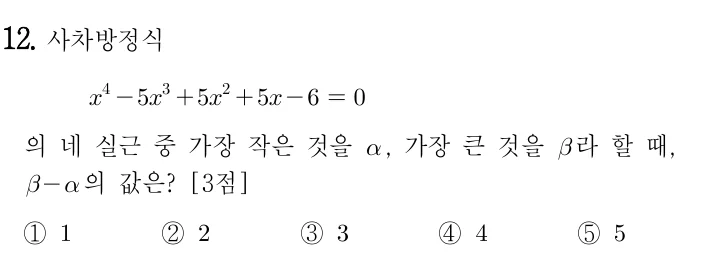 12. 사차방정식
x⁴ − 5x³ + 5x² + 5x − 6 = 0
의 네 실근 중 가장 작은 것을 α, 가장 큰 것을 β라 할 때,
β−α의 값은? [3점]
① 1 ② 2 ③ 3 ④ 4 ⑤ 5